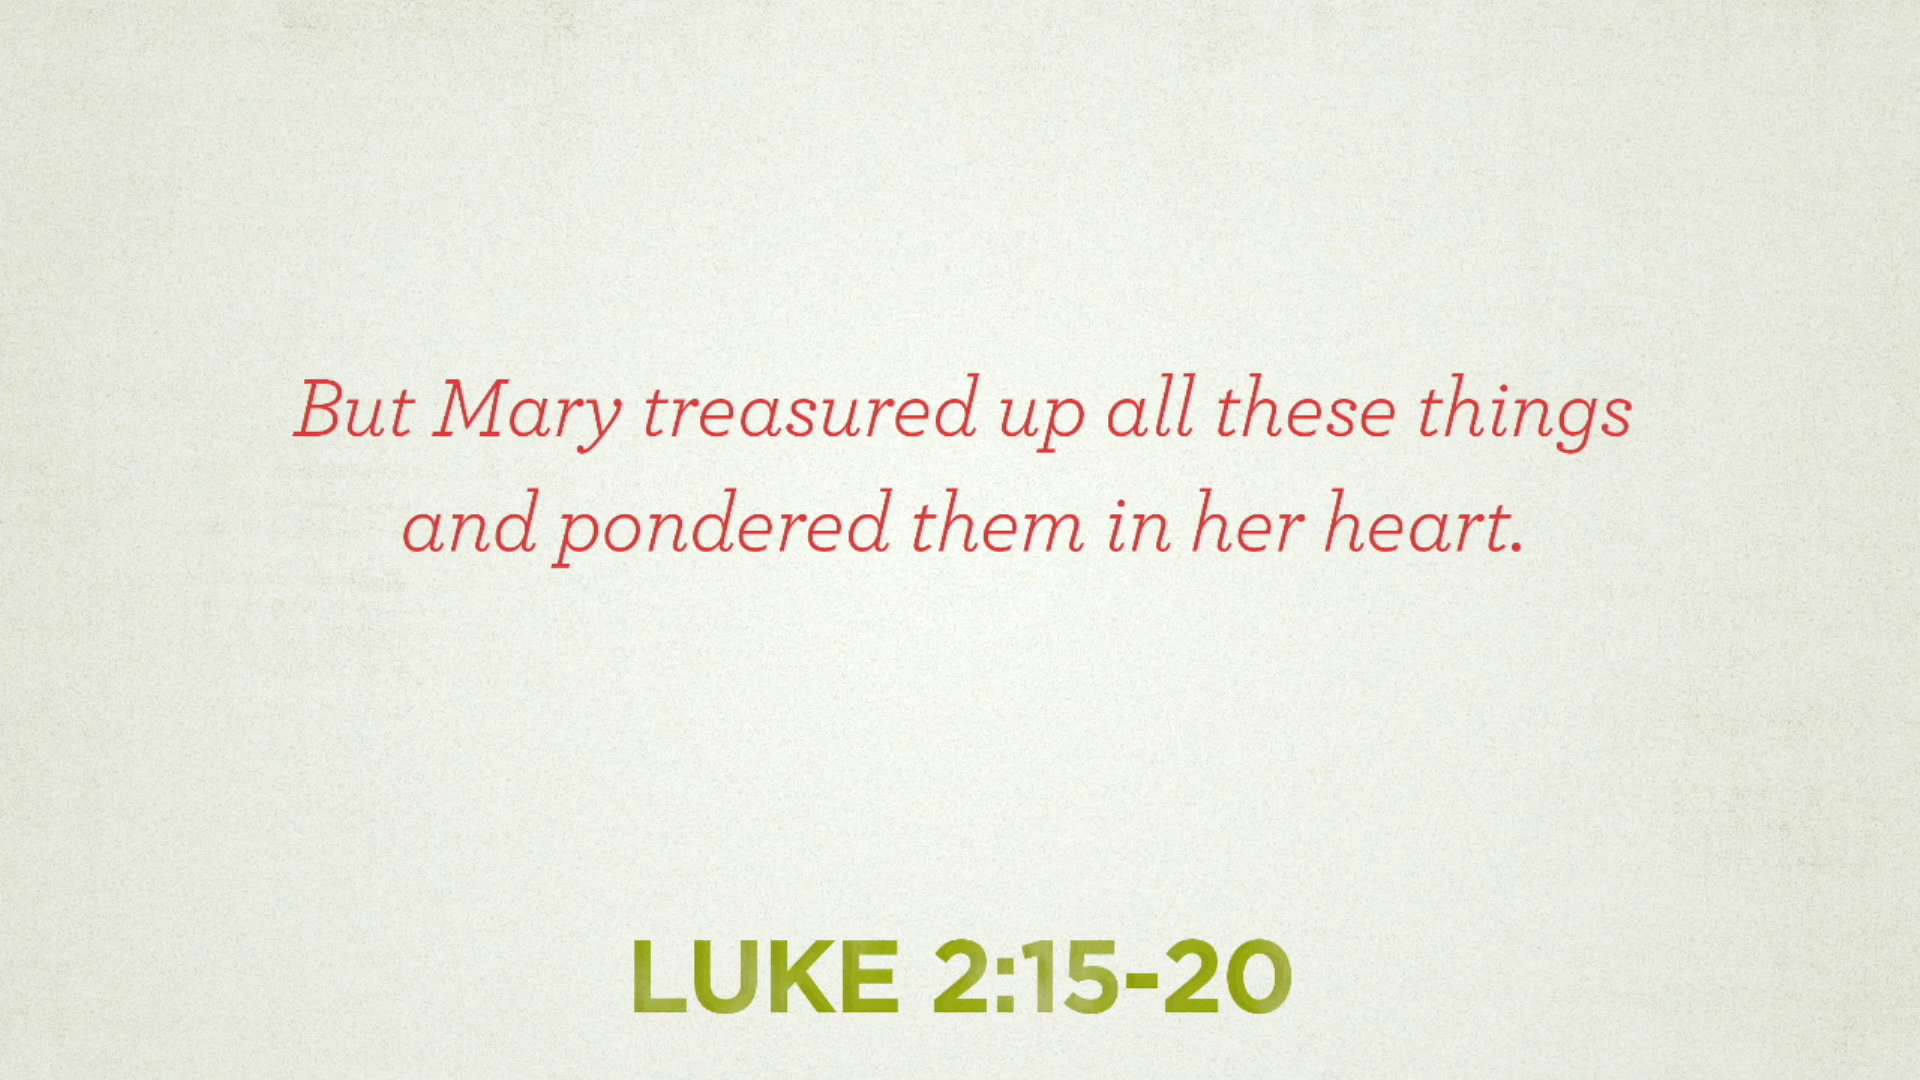 But Mary treasured up all these things
and pondered them in her heart.
LUKE 2:15-20